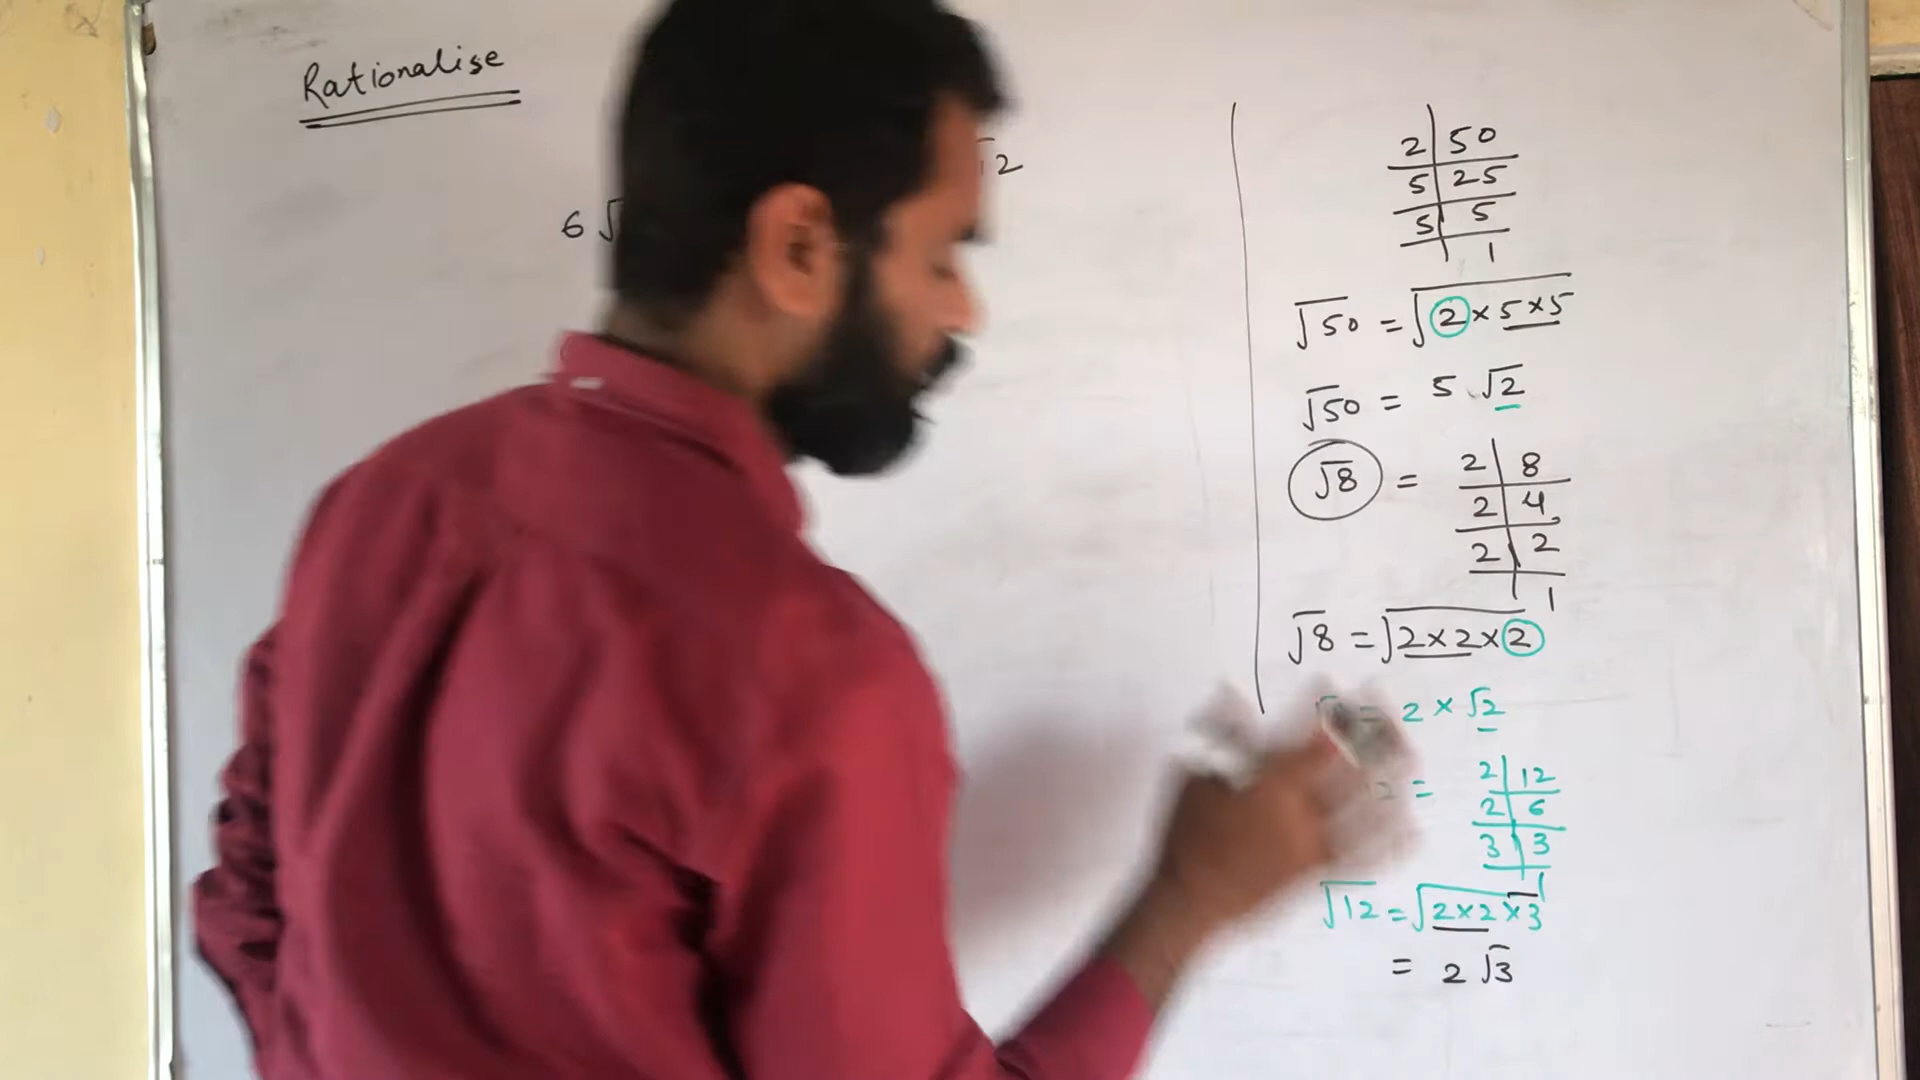 Rationalise
√2
6√
2 | 50
5 | 25
5 | 5
1
√50 = √2 × 5 × 5
√50 = 5 √2
√8 =
2 | 8
2 | 4
2 | 2
1
√8 = √2 × 2 × 2
= 2 × √2
12 =
2 | 12
2 | 6
3 | 3
1
√12 = √2 × 2 × 3
= 2 √3